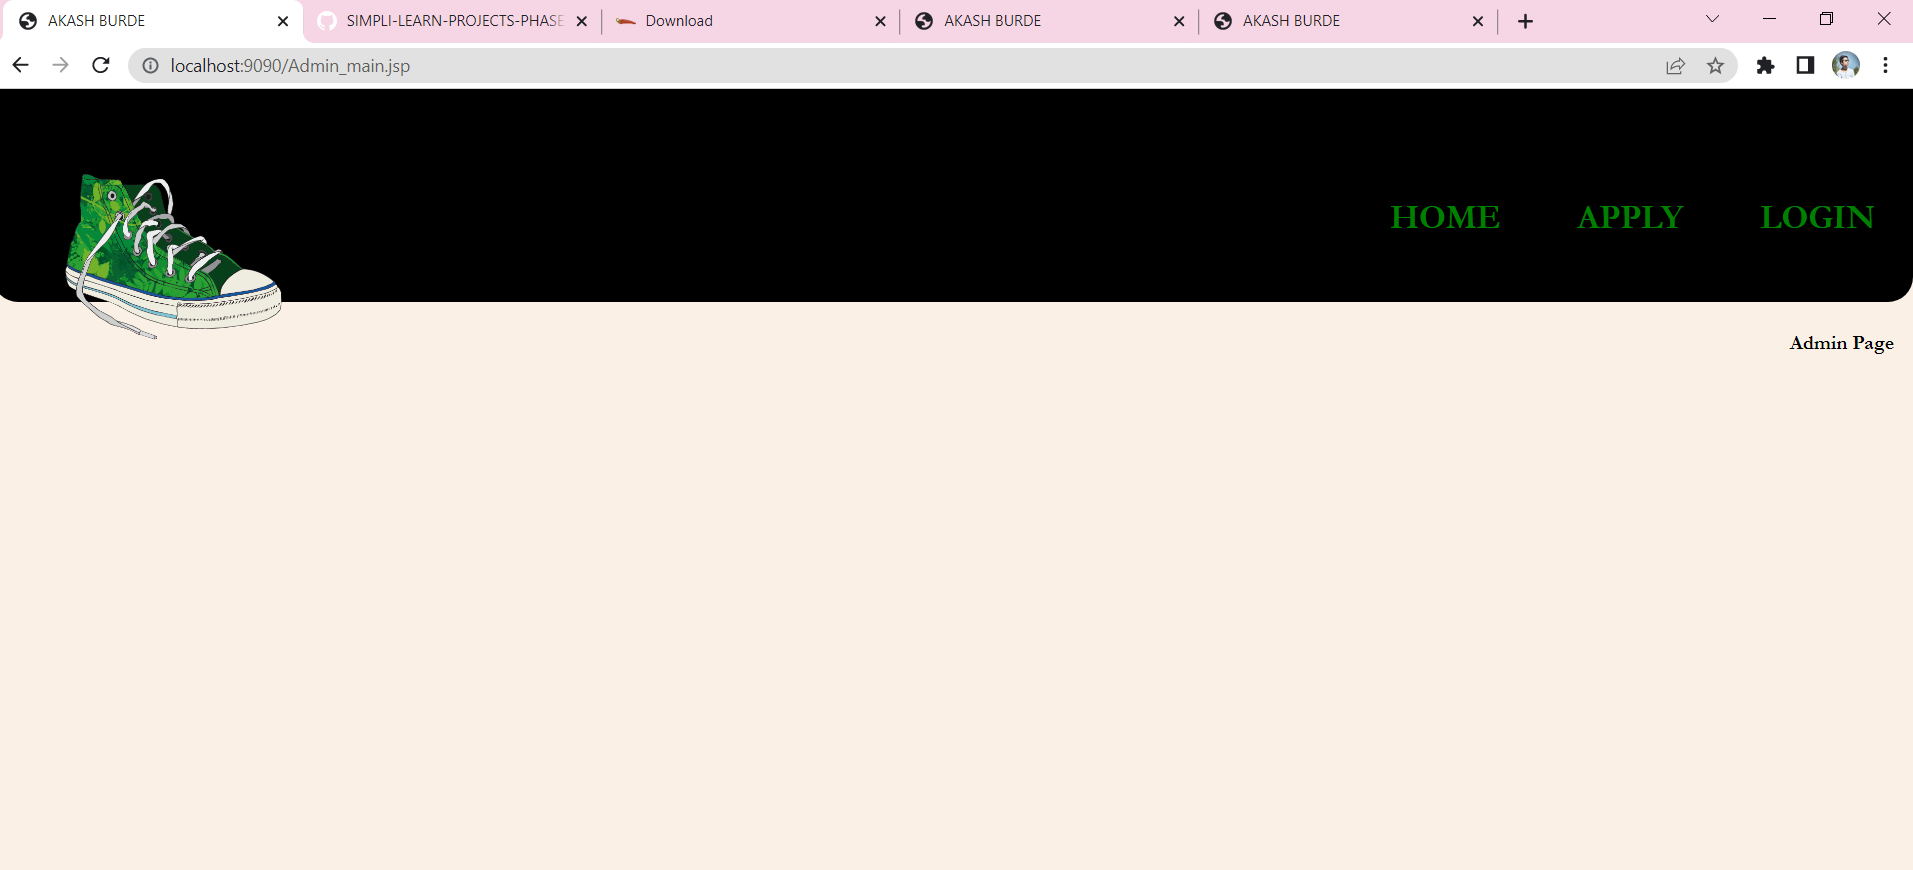 AKASH BURDE
SIMPLI-LEARN-PROJECTS-PHASE
Download
AKASH BURDE
AKASH BURDE
localhost:9090/Admin_main.jsp
HOME
APPLY
LOGIN
Admin Page